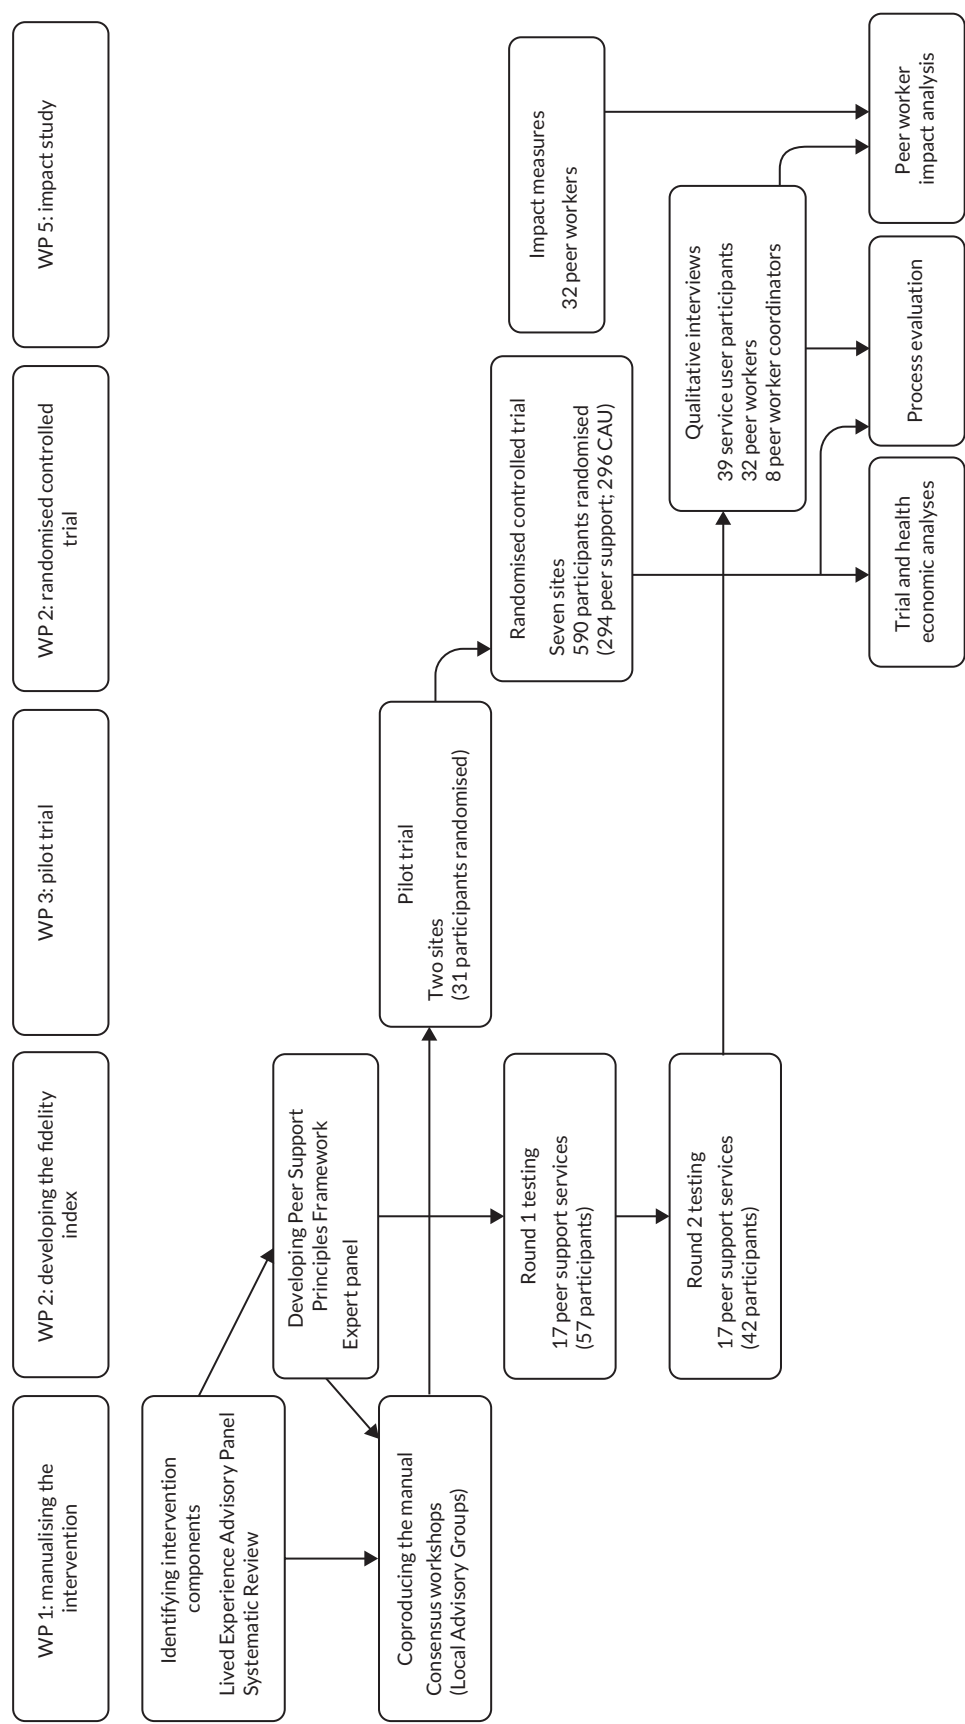 WP 1: manualising the
intervention
WP 2: developing the fidelity
index
WP 3: pilot trial
WP 2: randomised controlled
trial
WP 5: impact study
Identifying intervention
components
Lived Experience Advisory Panel
Systematic Review
Developing Peer Support
Principles Framework
Expert panel
Coproducing the manual
Consensus workshops
(Local Advisory Groups)
Pilot trial
Two sites
(31 participants randomised)
Round 1 testing
17 peer support services
(57 participants)
Randomised controlled trial
Seven sites
590 participants randomised
(294 peer support; 296 CAU)
Impact measures
32 peer workers
Round 2 testing
17 peer support services
(42 participants)
Qualitative interviews
39 service user participants
32 peer workers
8 peer worker coordinators
Trial and health
economic analyses
Process evaluation
Peer worker
impact analysis